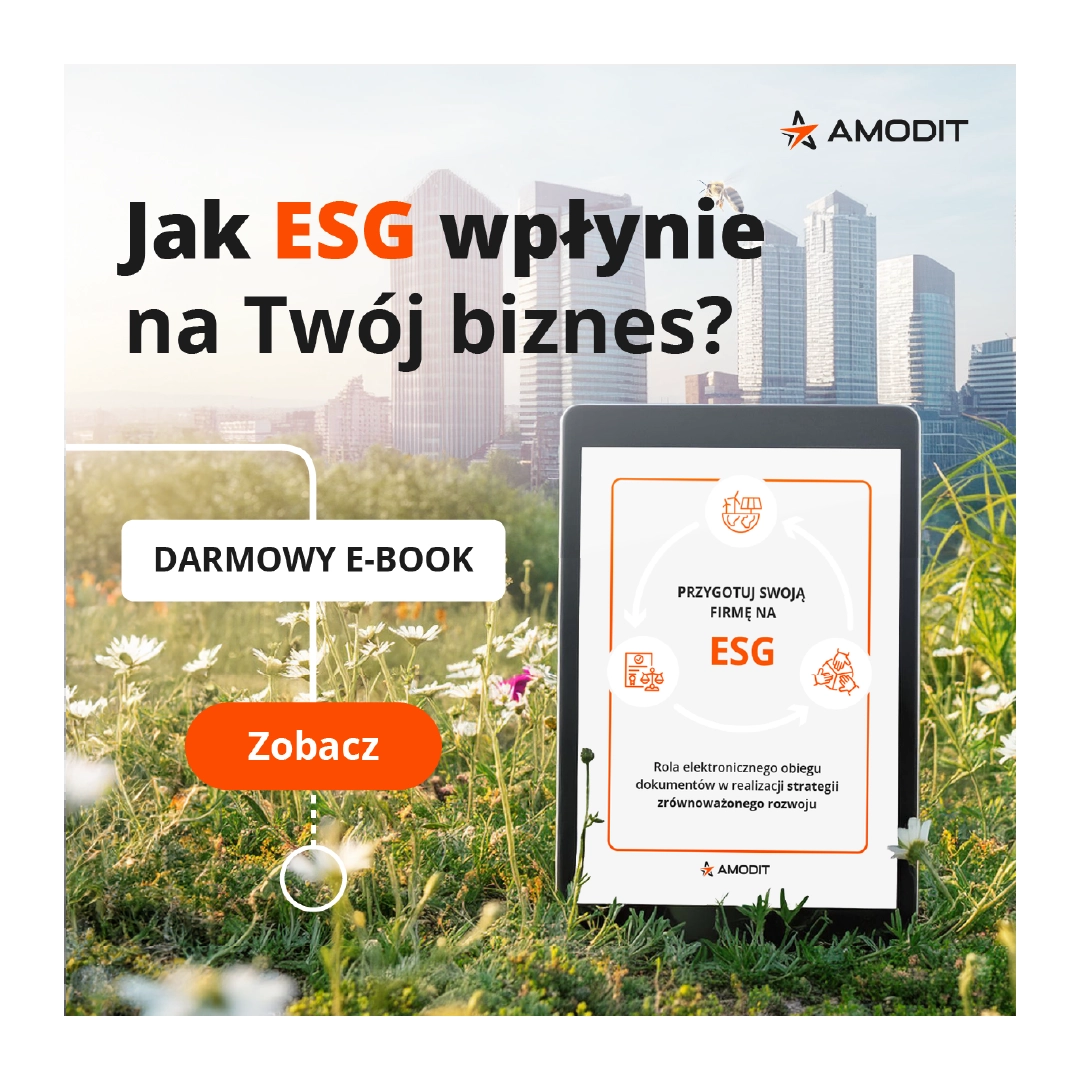 AMODIT
Jak ESG wpłynie
na Twój biznes?
DARMOWY E-BOOK
Zobacz
PRZYGOTUJ SWOJĄ
FIRMĘ NA
ESG
Rola elektronicznego obiegu
dokumentów w realizacji strategii
zrównoważonego rozwoju
AMODIT